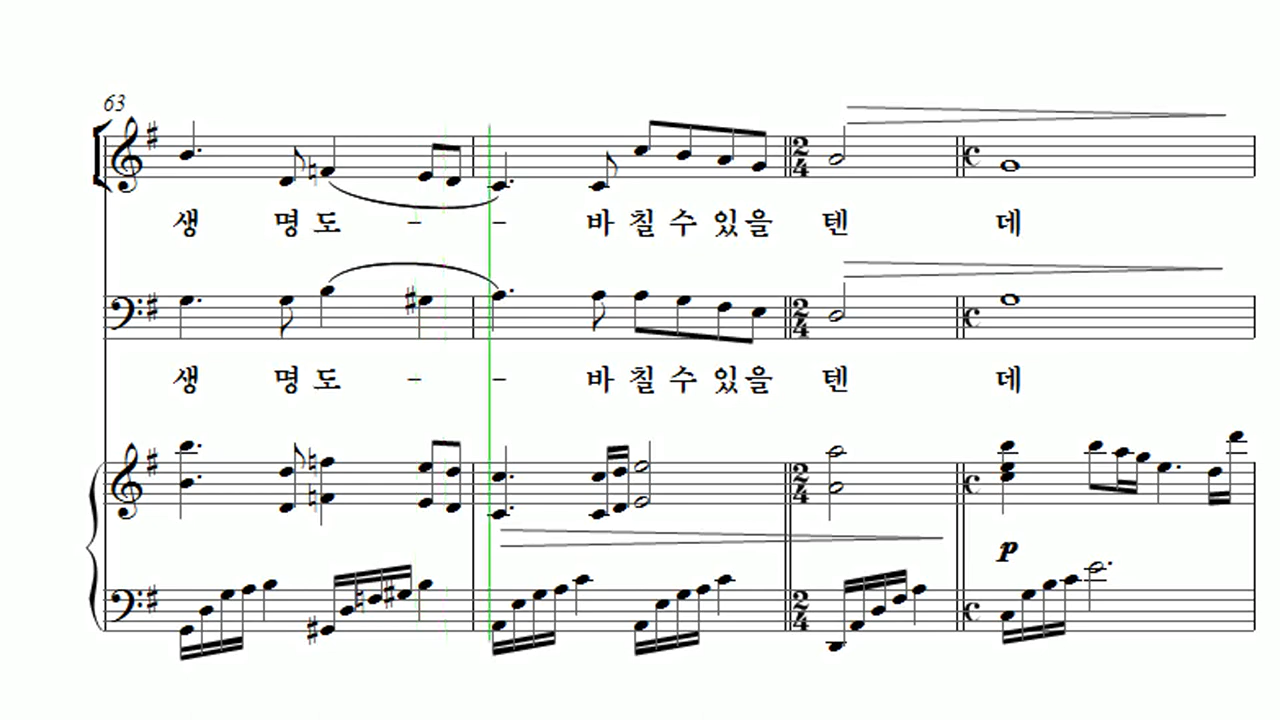 63
생 명 도 - - 바 칠 수 있 을 텐 데
생 명 도 - - 바 칠 수 있 을 텐 데
p